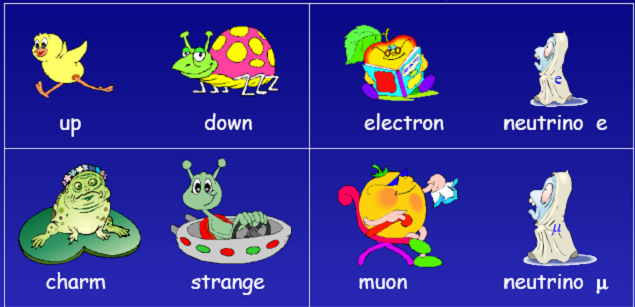 e
up down electron neutrino e
μ
charm strange muon neutrino μ